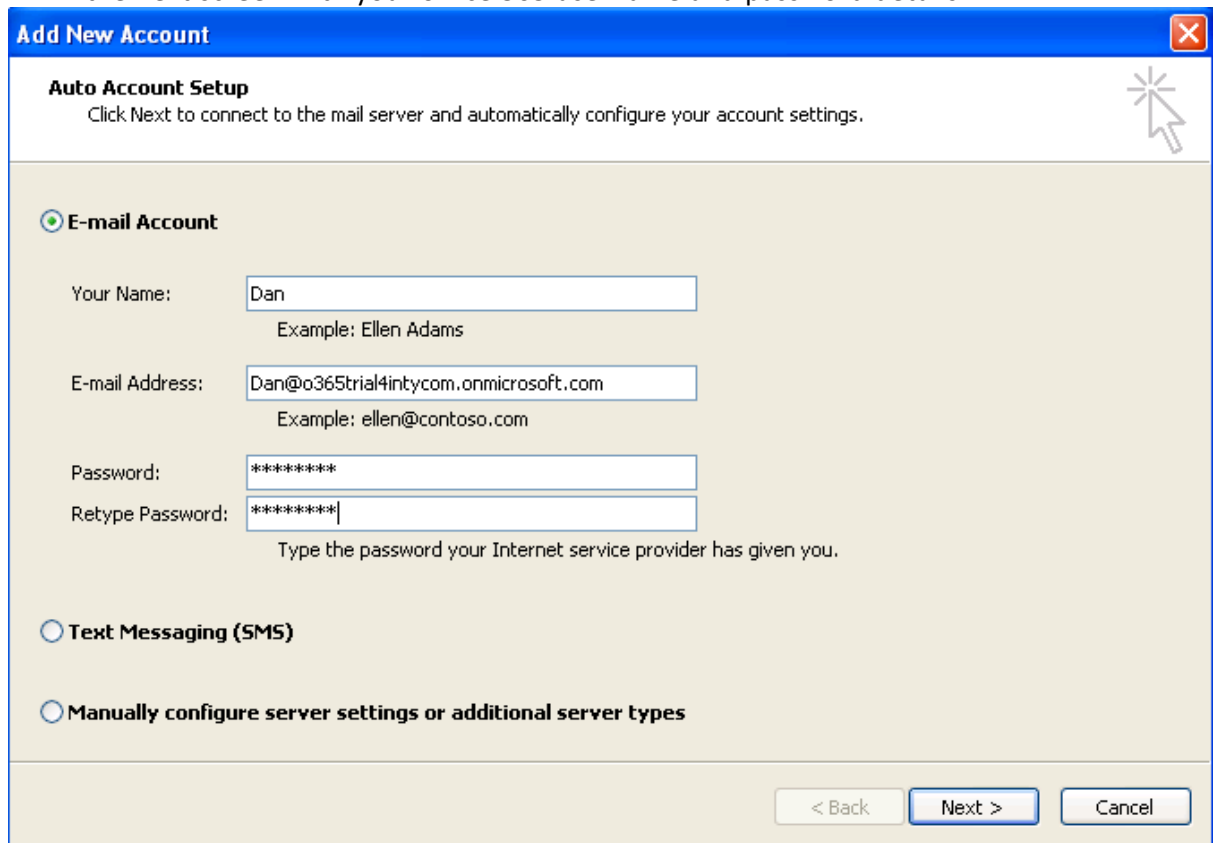 Add New Account
Auto Account Setup
Click Next to connect to the mail server and automatically configure your account settings.
E-mail Account
Your Name: Dan
Example: Ellen Adams
E-mail Address: Dan@o365trial4intycom.onmicrosoft.com
Example: ellen@contoso.com
Password: ********
Retype Password: ********
Type the password your Internet service provider has given you.
Text Messaging (SMS)
Manually configure server settings or additional server types
< Back Next > Cancel